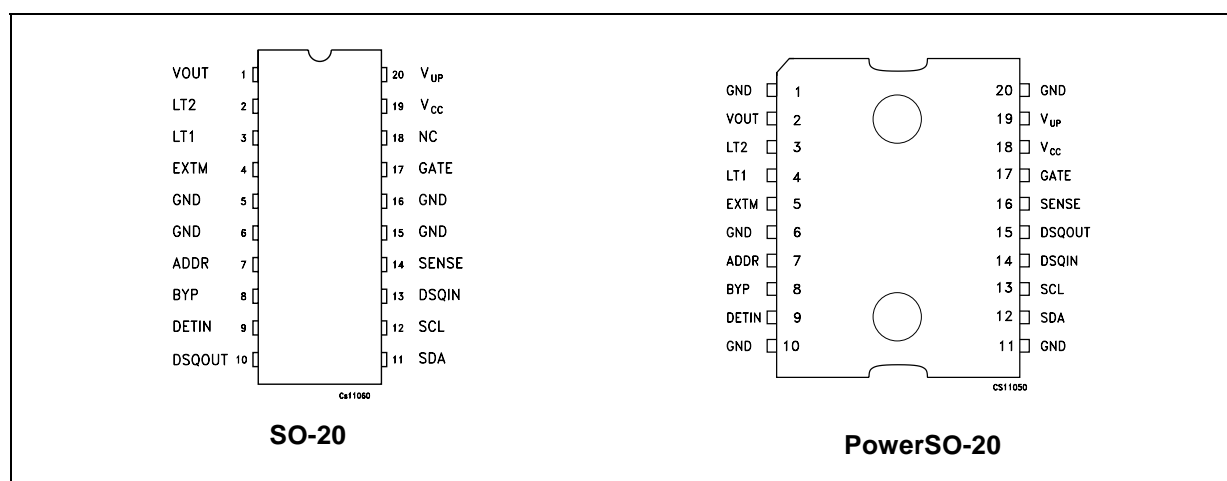 VOUT 1 20 VUP
LT2 2 19 VCC
LT1 3 18 NC
EXTM 4 17 GATE
GND 5 16 GND
GND 6 15 GND
ADDR 7 14 SENSE
BYP 8 13 DSQIN
DETIN 9 12 SCL
DSQOUT 10 11 SDA
Cs11060
SO-20
GND 1 20 GND
VOUT 2 19 VUP
LT2 3 18 VCC
LT1 4 17 GATE
EXTM 5 16 SENSE
GND 6 15 DSQOUT
ADDR 7 14 DSQIN
BYP 8 13 SCL
DETIN 9 12 SDA
GND 10 11 GND
CS11050
PowerSO-20